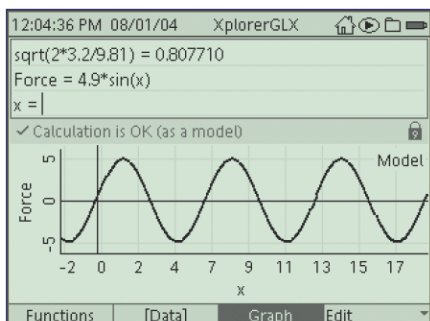 12:04:36 PM 08/01/04 XplorerGLX
sqrt(2*3.2/9.81) = 0.807710
Force = 4.9*sin(x)
x =
✓ Calculation is OK (as a model)
Model
Force
5
0
-5
-2 0 2 4 7 9 11 13 15 17
x
Functions [Data] Graph Edit